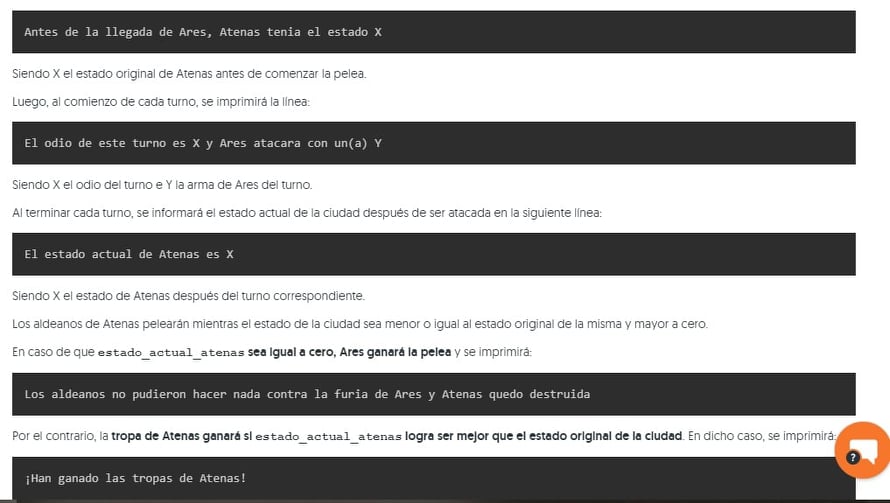 Antes de la llegada de Ares, Atenas tenia el estado X
Siendo X el estado original de Atenas antes de comenzar la pelea.
Luego, al comienzo de cada turno, se imprimirá la línea:
El odio de este turno es X y Ares atacara con un(a) Y
Siendo X el odio del turno e Y la arma de Ares del turno.
Al terminar cada turno, se informará el estado actual de la ciudad después de ser atacada en la siguiente línea:
El estado actual de Atenas es X
Siendo X el estado de Atenas después del turno correspondiente.
Los aldeanos de Atenas pelearán mientras el estado de la ciudad sea menor o igual al estado original de la misma y mayor a cero.
En caso de que estado_actual_atenas sea igual a cero, Ares ganará la pelea y se imprimirá:
Los aldeanos no pudieron hacer nada contra la furia de Ares y Atenas quedo destruida
Por el contrario, la tropa de Atenas ganará si estado_actual_atenas logra ser mejor que el estado original de la ciudad. En dicho caso, se imprimirá:
?
¡Han ganado las tropas de Atenas!